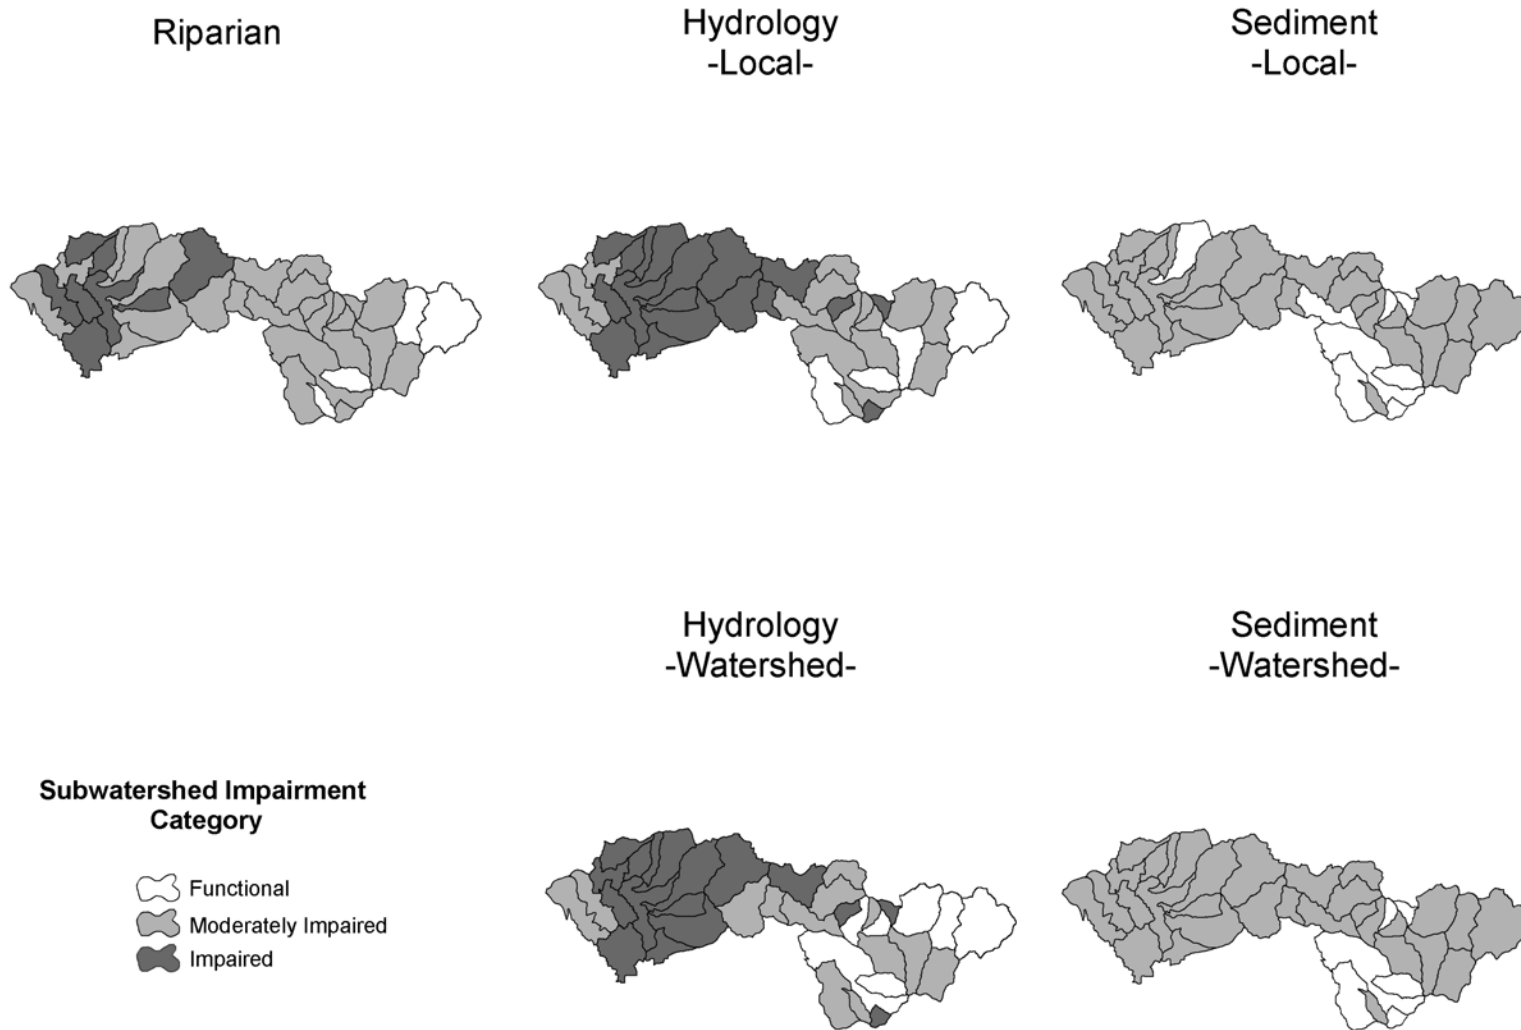 Riparian
Hydrology
-Local-
Sediment
-Local-
Hydrology
-Watershed-
Sediment
-Watershed-
Subwatershed Impairment
Category
Functional
Moderately Impaired
Impaired